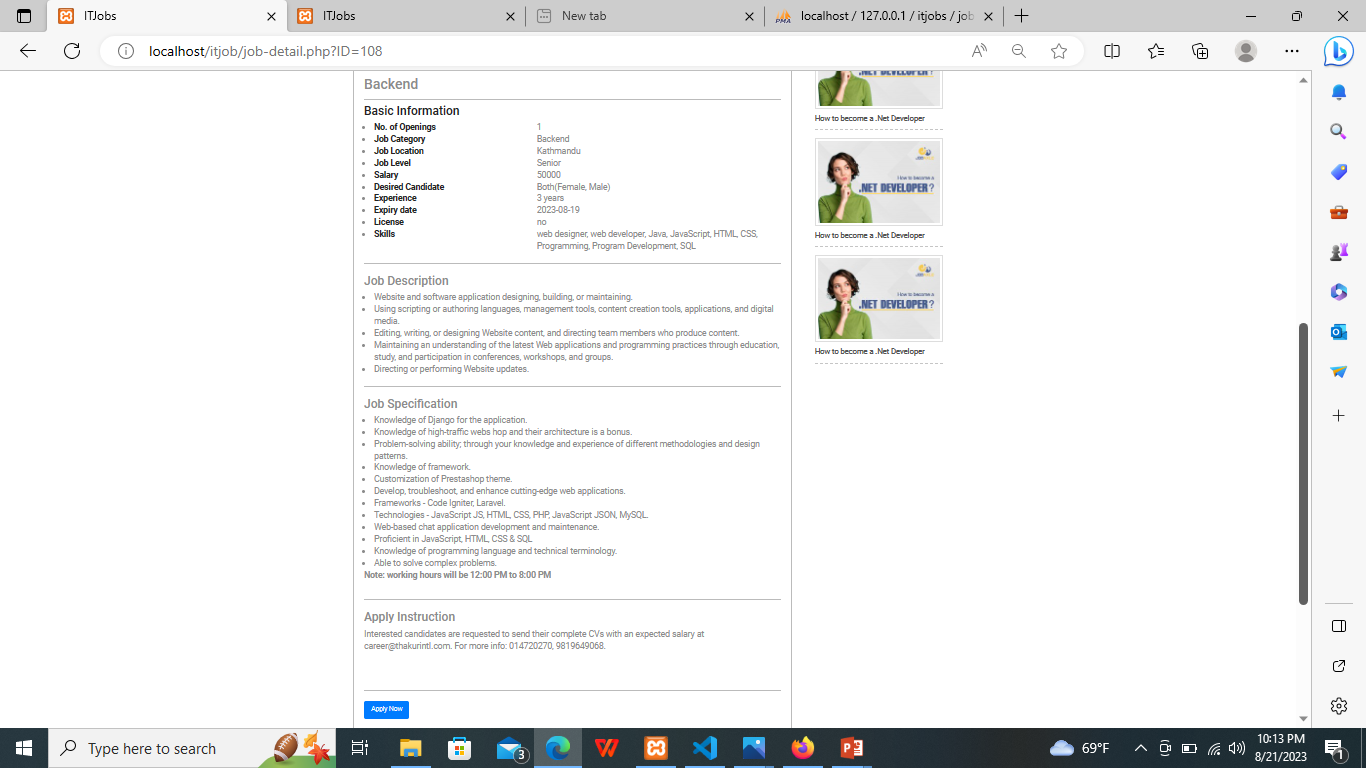 ITJobs
ITJobs
New tab
localhost / 127.0.0.1 / itjobs / job
localhost/itjob/job-detail.php?ID=108
Backend
Basic Information
No. of Openings 1
Job Category Backend
Job Location Kathmandu
Job Level Senior
Salary 50000
Desired Candidate Both(Female, Male)
Experience 3 years
Expiry date 2023-08-19
License no
Skills web designer, web developer, Java, JavaScript, HTML, CSS,
Programming, Program Development, SQL
Job Description
Website and software application designing, building, or maintaining.
Using scripting or authoring languages, management tools, content creation tools, applications, and digital
media.
Editing, writing, or designing Website content, and directing team members who produce content.
Maintaining an understanding of the latest Web applications and programming practices through education,
study, and participation in conferences, workshops, and groups.
Directing or performing Website updates.
Job Specification
Knowledge of Django for the application.
Knowledge of high-traffic webs hop and their architecture is a bonus.
Problem-solving ability; through your knowledge and experience of different methodologies and design
patterns.
Knowledge of framework.
Customization of Prestashop theme.
Develop, troubleshoot, and enhance cutting-edge web applications.
Frameworks - Code Igniter, Laravel.
Technologies - JavaScript JS, HTML, CSS, PHP, JavaScript JSON, MySQL.
Web-based chat application development and maintenance.
Proficient in JavaScript, HTML, CSS & SQL
Knowledge of programming language and technical terminology.
Able to solve complex problems.
Note: working hours will be 12:00 PM to 8:00 PM
Apply Instruction
Interested candidates are requested to send their complete CVs with an expected salary at
career@thakurintl.com. For more info: 014720270, 9819649068.
Apply Now
.NET DEVELOPER?
How to become a .Net Developer
How to become a
.NET DEVELOPER?
How to become a .Net Developer
How to become a
.NET DEVELOPER?
How to become a .Net Developer
Type here to search
3
69°F
10:13 PM
8/21/2023
1